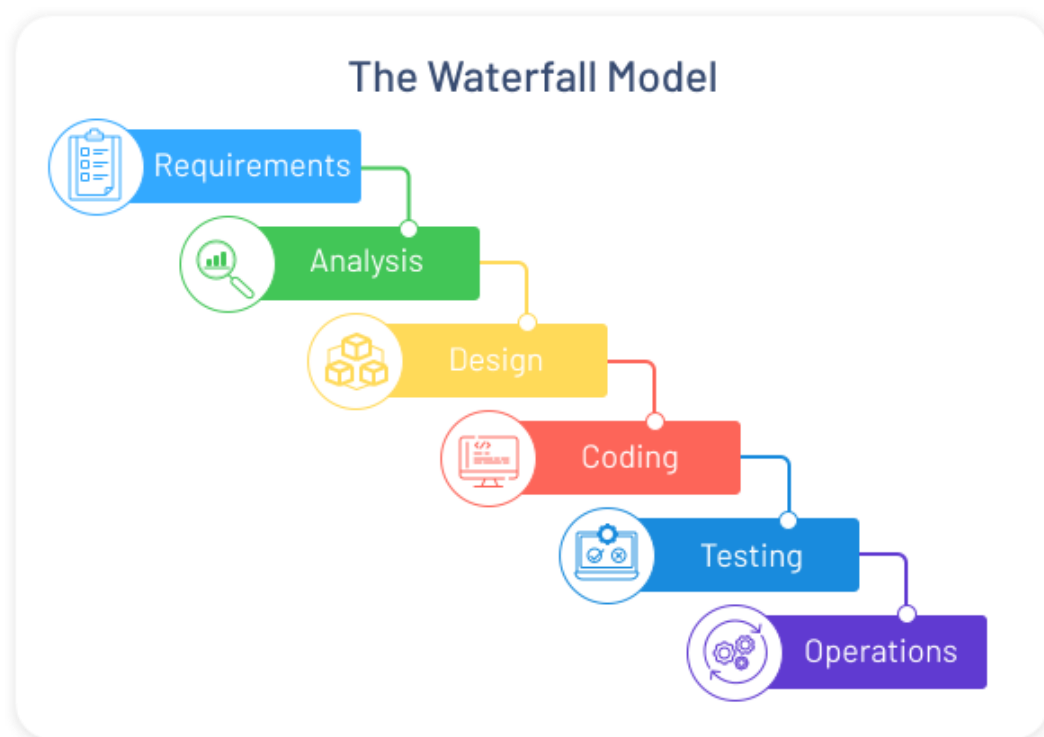 The Waterfall Model
Requirements
Analysis
Design
Coding
Testing
Operations